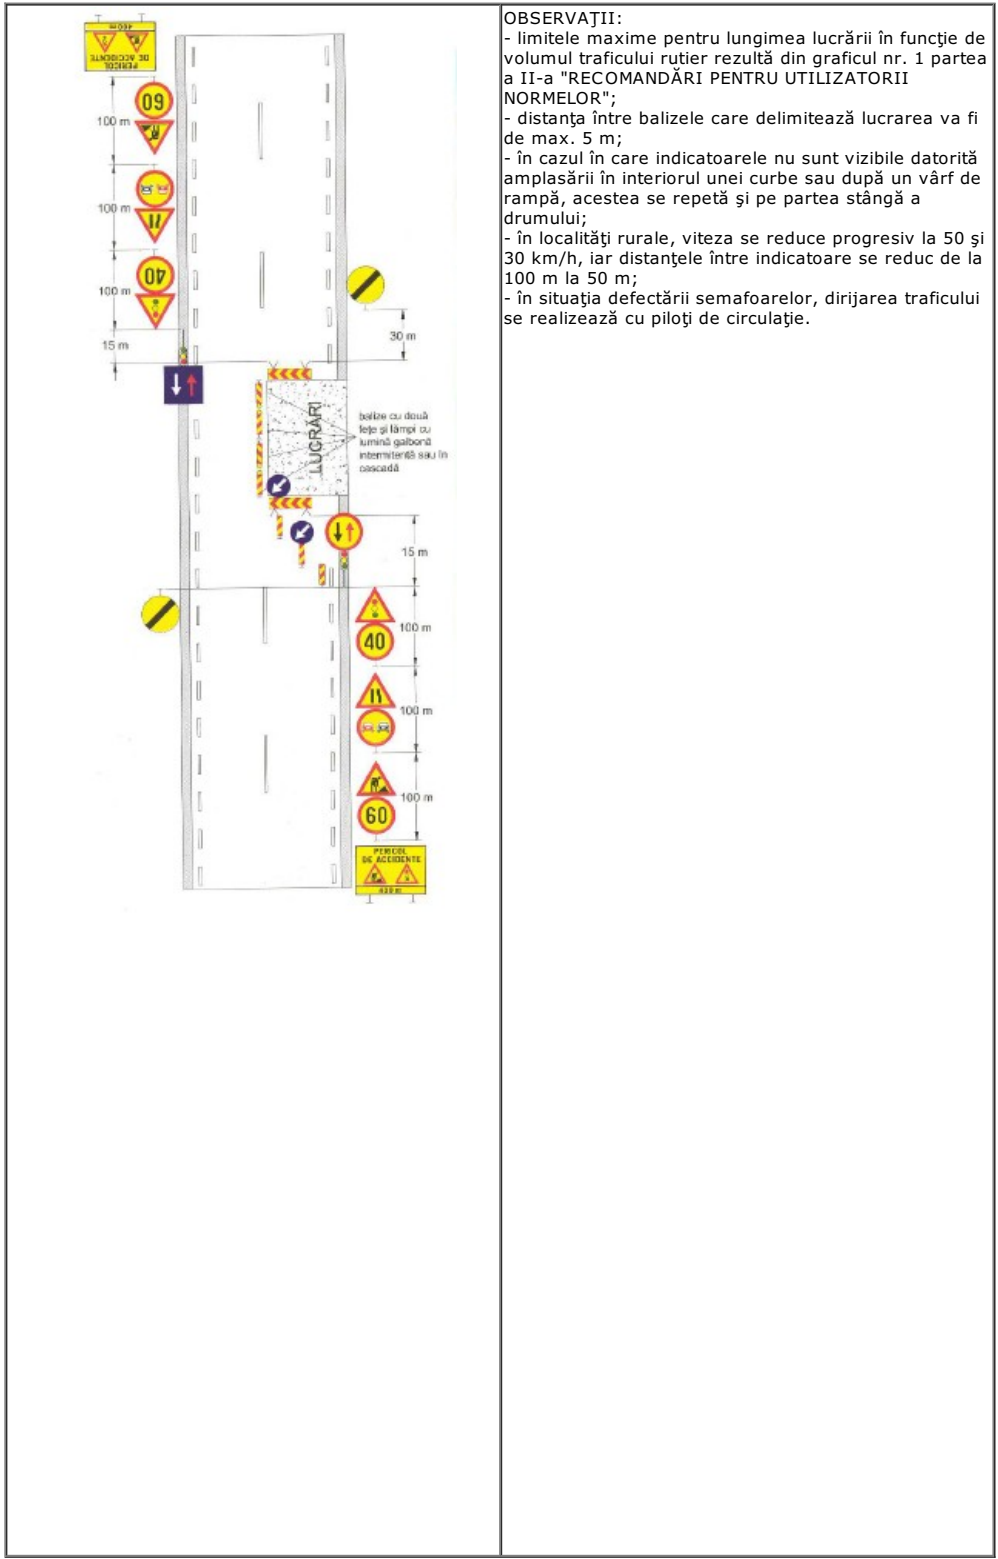 400 m
PERICOL
DE ACCIDENTE
60
100 m
100 m
40
100 m
15 m
30 m
LUCRĂRI
balize cu două
fețe și lămpi cu
lumină galbenă
intermitentă sau în
cascadă
15 m
40
100 m
100 m
100 m
60
PERICOL
DE ACCIDENTE
OBSERVAŢII:
- limitele maxime pentru lungimea lucrării în funcţie de
volumul traficului rutier rezultă din graficul nr. 1 partea
a II-a "RECOMANDĂRI PENTRU UTILIZATORII
NORMELOR";
- distanţa între balizele care delimitează lucrarea va fi
de max. 5 m;
- în cazul în care indicatoarele nu sunt vizibile datorită
amplasării în interiorul unei curbe sau după un vârf de
rampă, acestea se repetă şi pe partea stângă a
drumului;
- în localităţi rurale, viteza se reduce progresiv la 50 şi
30 km/h, iar distanţele între indicatoare se reduc de la
100 m la 50 m;
- în situaţia defectării semafoarelor, dirijarea traficului
se realizează cu piloţi de circulaţie.